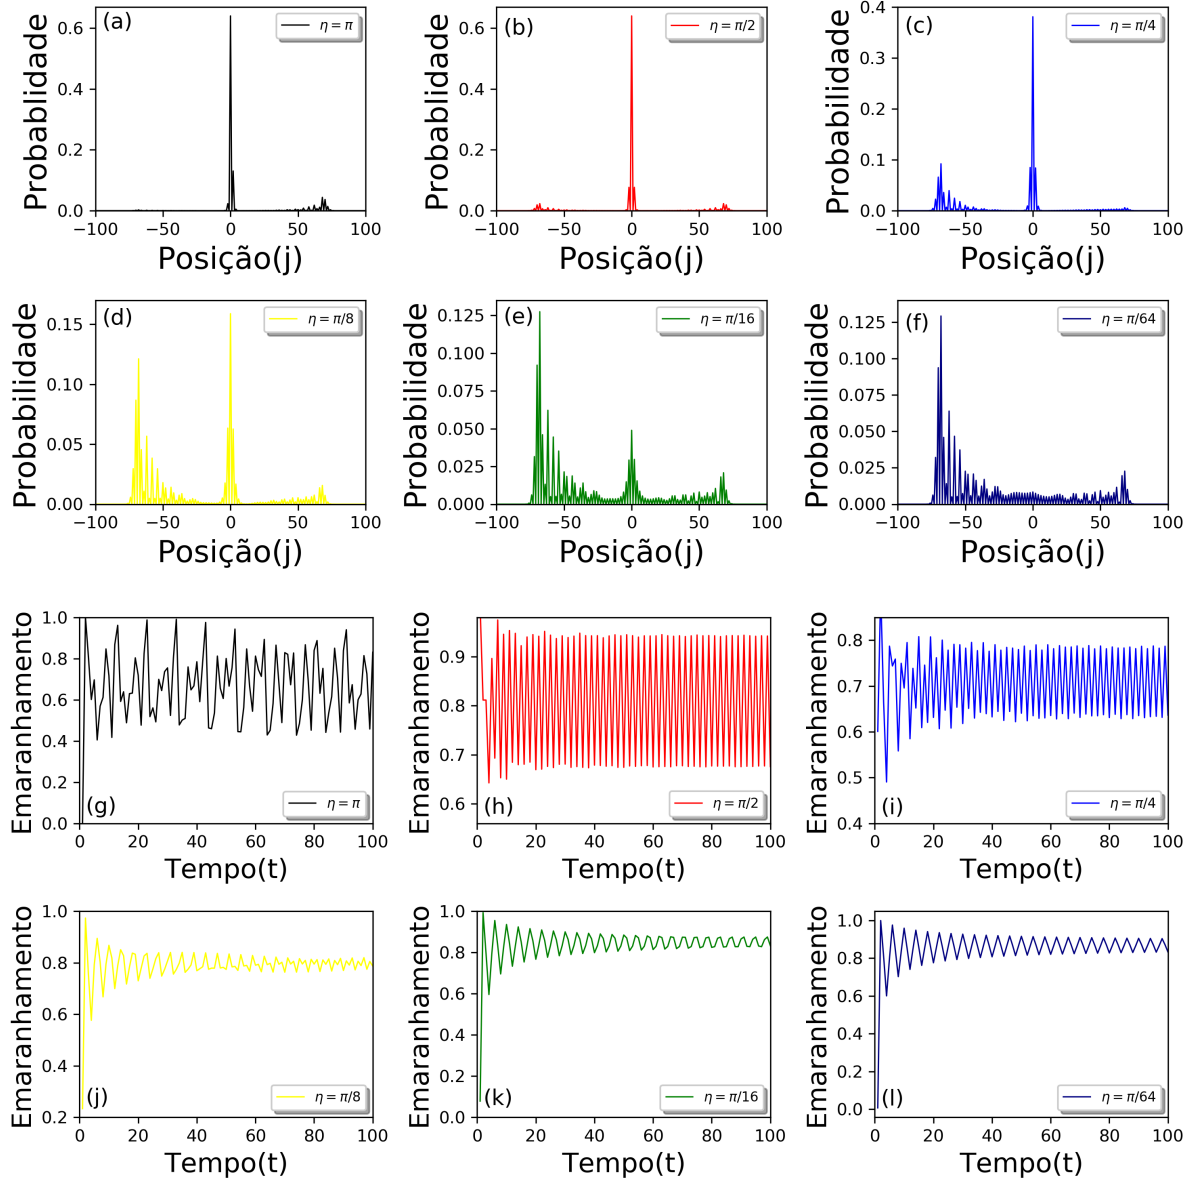 (a)
η = π
0.6
0.4
0.2
0.0
−100 −50 0 50 100
Probablidade
Posição(j)
(b)
η = π/2
0.6
0.4
0.2
0.0
−100 −50 0 50 100
Probablidade
Posição(j)
(c)
η = π/4
0.4
0.3
0.2
0.1
0.0
−100 −50 0 50 100
Probabilidade
Posição(j)
(d)
η = π/8
0.15
0.10
0.05
0.00
−100 −50 0 50 100
Probabilidade
Posição(j)
(e)
η = π/16
0.125
0.100
0.075
0.050
0.025
0.000
−100 −50 0 50 100
Probabilidade
Posição(j)
(f)
η = π/64
0.125
0.100
0.075
0.050
0.025
0.000
−100 −50 0 50 100
Probabilidade
Posição(j)
1.0
0.8
0.6
0.4
0.2
0.0
(g)
η = π
0 20 40 60 80 100
Emaranhamento
Tempo(t)
0.9
0.8
0.7
0.6
(h)
η = π/2
0 20 40 60 80 100
Emaranhamento
Tempo(t)
0.8
0.7
0.6
0.5
0.4
(i)
η = π/4
0 20 40 60 80 100
Emaranhamento
Tempo(t)
1.0
0.8
0.6
0.4
0.2
(j)
η = π/8
0 20 40 60 80 100
Emaranhamento
Tempo(t)
1.0
0.8
0.6
0.4
0.2
0.0
(k)
η = π/16
0 20 40 60 80 100
Emaranhamento
Tempo(t)
1.0
0.8
0.6
0.4
0.2
0.0
(l)
η = π/64
0 20 40 60 80 100
Emaranhamento
Tempo(t)